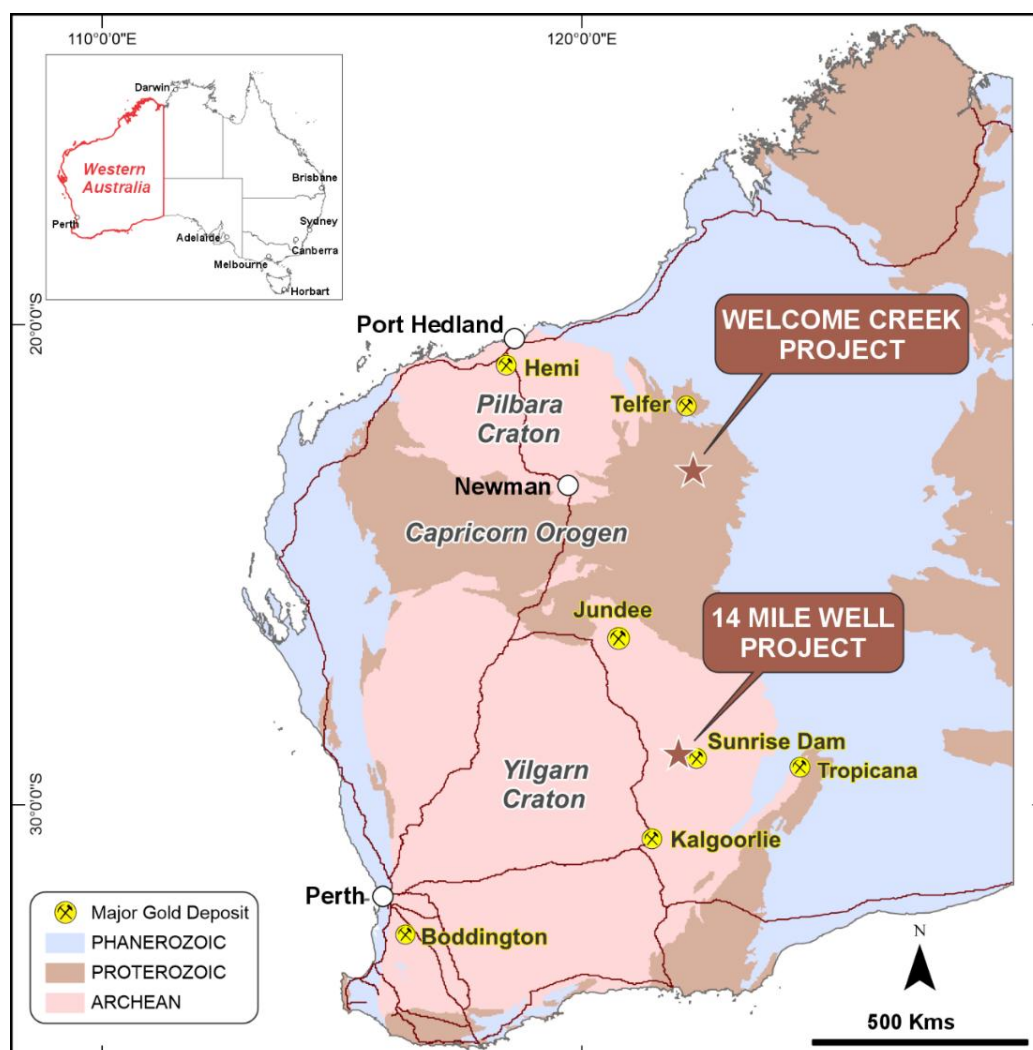 110°0'0"E
120°0'0"E
Darwin
Western
Australia
Brisbane
Perth
Sydney
Adelaide
Canberra
Melbourne
Horbart
20°0'0"S
30°0'0"S
Port Hedland
WELCOME CREEK
PROJECT
Hemi
Pilbara
Craton
Telfer
Newman
Capricorn Orogen
Jundee
14 MILE WELL
PROJECT
Sunrise Dam
Tropicana
Yilgarn
Craton
Kalgoorlie
Perth
Boddington
Major Gold Deposit
PHANEROZOIC
PROTEROZOIC
ARCHEAN
N
500 Kms